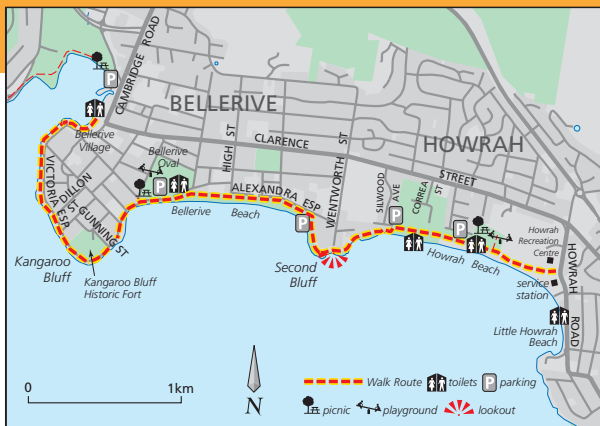 CAMBRIDGE ROAD
P
BELLERIVE
Bellerive
Village
Bellerive
Oval
P
HIGH ST
CLARENCE
STREET
WENTWORTH ST
HOWRAH
VICTORIA ESP
DILLON
ST
GUNNING ST
ALEXANDRA ESP
Bellerive Beach
P
SILWOOD
AVE
CORREA
ST
P
P
Howrah
Recreation
Centre
HOWRAH ROAD
Kangaroo
Bluff
Kangaroo Bluff
Historic Fort
Second
Bluff
Howrah Beach
service
station
Little Howrah
Beach
0 1km
N
Walk Route toilets P parking
picnic playground lookout